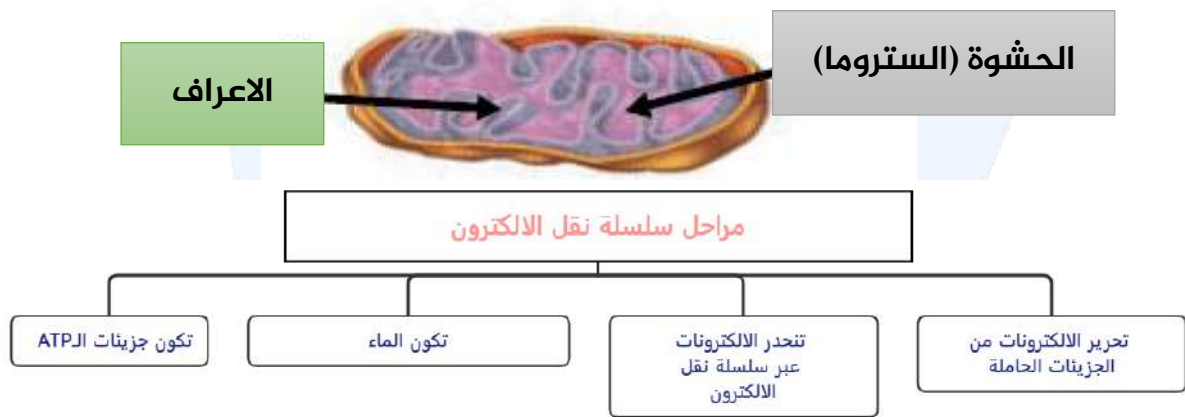 الحشوة (الستروما)
الاعراف
مراحل سلسلة نقل الالكترون
تحرير الالكترونات من
الجزيئات الحاملة
تنحدر الالكترونات
عبر سلسلة نقل
الالكترون
تكون الماء
تكون جزيئات الـATP